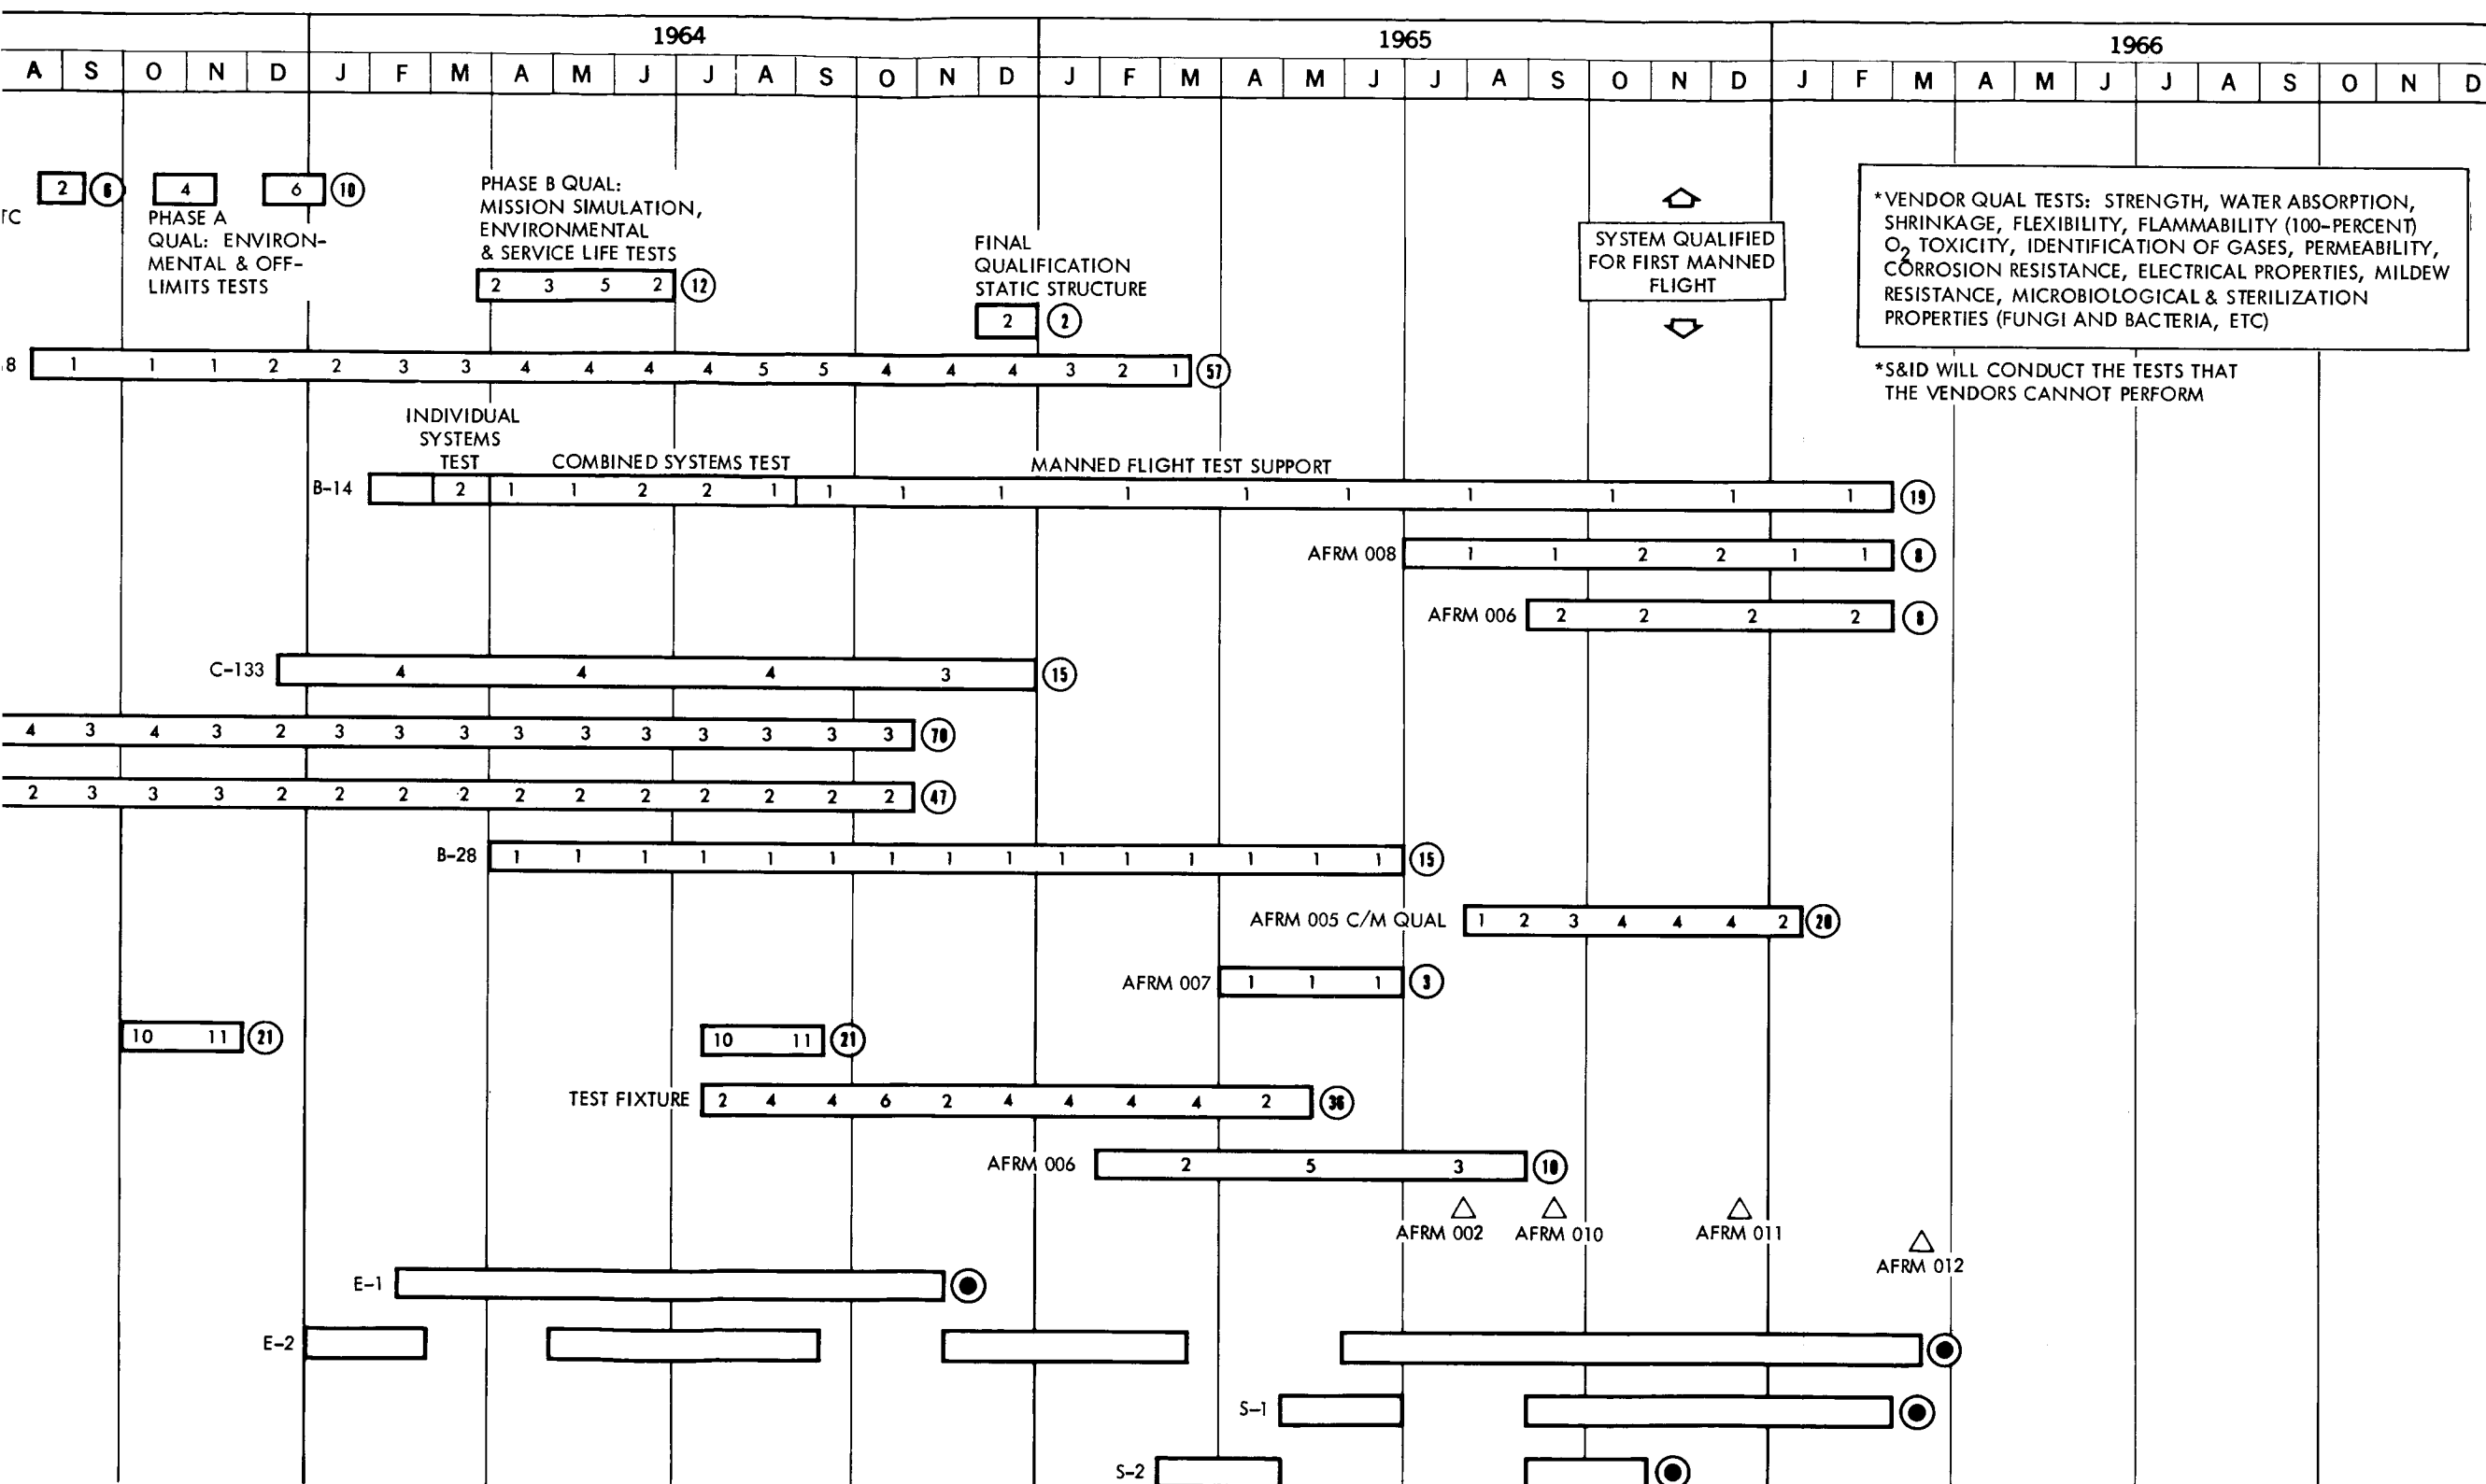 1964 1965 1966
A S O N D J F M A M J J A S O N D J F M A M J J A S O N D J F M A M J J A S O N D
2 6 4 6 10
TC
PHASE A
QUAL: ENVIRON-
MENTAL & OFF-
LIMITS TESTS
PHASE B QUAL:
MISSION SIMULATION,
ENVIRONMENTAL
& SERVICE LIFE TESTS
2 3 5 2 12
FINAL
QUALIFICATION
STATIC STRUCTURE
2 2
SYSTEM QUALIFIED
FOR FIRST MANNED
FLIGHT
*VENDOR QUAL TESTS: STRENGTH, WATER ABSORPTION,
SHRINKAGE, FLEXIBILITY, FLAMMABILITY (100-PERCENT)
O2 TOXICITY, IDENTIFICATION OF GASES, PERMEABILITY,
CORROSION RESISTANCE, ELECTRICAL PROPERTIES, MILDEW
RESISTANCE, MICROBIOLOGICAL & STERILIZATION
PROPERTIES (FUNGI AND BACTERIA, ETC)
*S&ID WILL CONDUCT THE TESTS THAT
THE VENDORS CANNOT PERFORM
8 1 1 1 2 2 3 3 4 4 4 4 5 5 4 4 4 3 2 1 57
INDIVIDUAL
SYSTEMS
TEST
COMBINED SYSTEMS TEST
MANNED FLIGHT TEST SUPPORT
B-14 2 1 1 2 2 1 1 1 1 1 1 1 1 1 1 1 19
AFRM 008 1 1 2 2 1 1 8
AFRM 006 2 2 2 2 8
C-133 4 4 4 3 15
4 3 4 3 2 3 3 3 3 3 3 3 3 3 3 70
2 3 3 3 2 2 2 2 2 2 2 2 2 2 2 47
B-28 1 1 1 1 1 1 1 1 1 1 1 1 1 1 1 15
AFRM 005 C/M QUAL 1 2 3 4 4 4 2 20
AFRM 007 1 1 1 3
10 11 21 10 11 21
TEST FIXTURE 2 4 4 6 2 4 4 4 4 2 36
AFRM 006 2 5 3 10
AFRM 002 AFRM 010 AFRM 011
AFRM 012
E-1
E-2
S-1
S-2